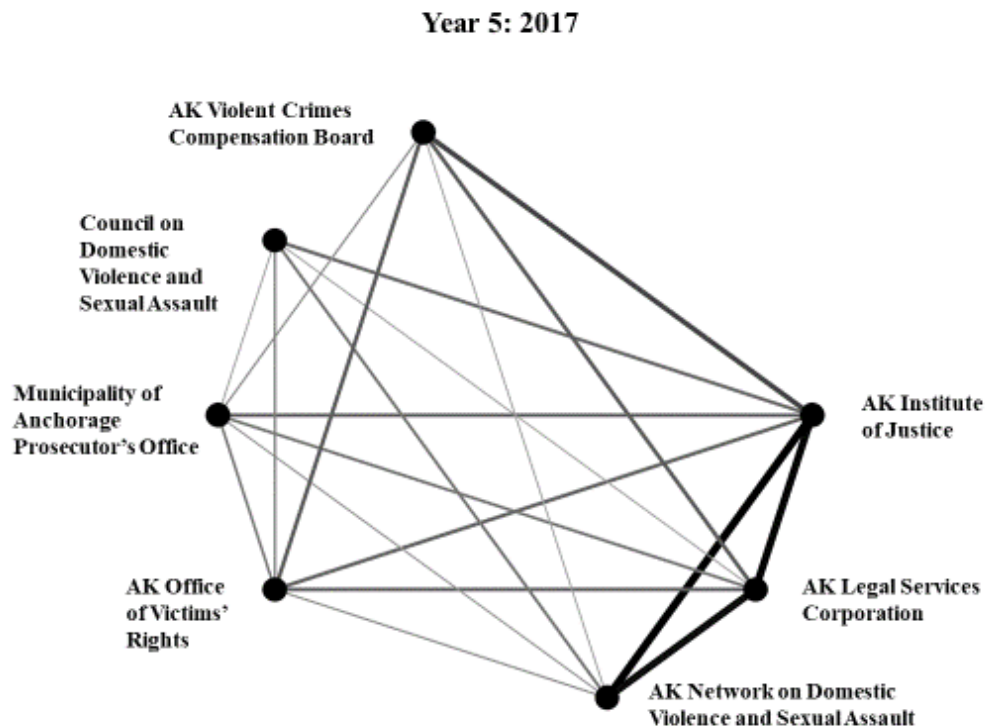 Year 5: 2017
AK Violent Crimes
Compensation Board
Council on
Domestic
Violence and
Sexual Assault
Municipality of
Anchorage
Prosecutor’s Office
AK Institute
of Justice
AK Office
of Victims’
Rights
AK Legal Services
Corporation
AK Network on Domestic
Violence and Sexual Assault